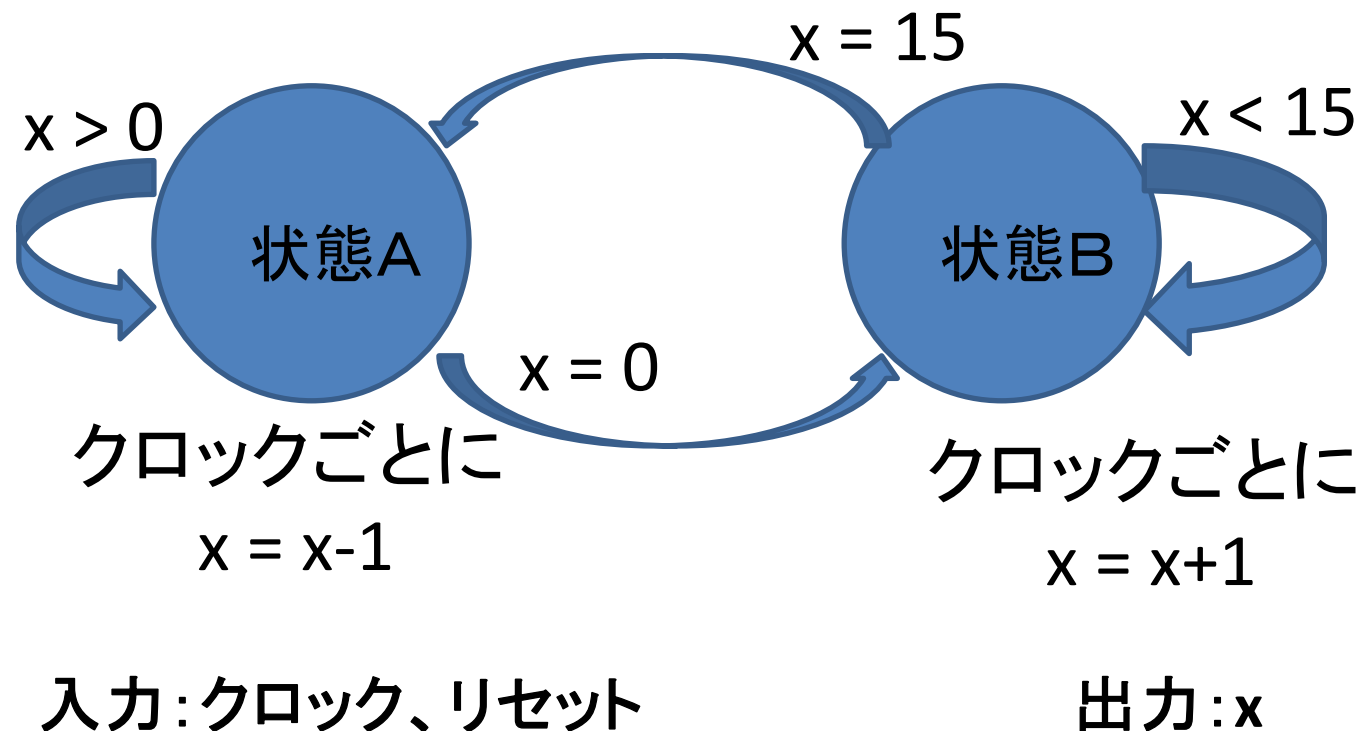 x = 15
x > 0
x < 15
状態A
状態B
x = 0
クロックごとに
x = x-1
クロックごとに
x = x+1
入力:クロック、リセット
出力:x